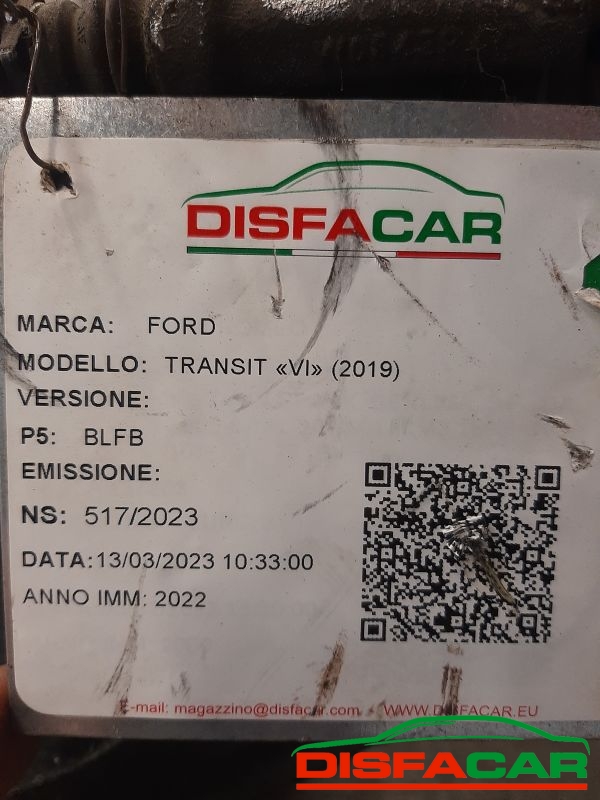 DISFACAR
MARCA: FORD
MODELLO: TRANSIT «VI» (2019)
VERSIONE:
P5: BLFB
EMISSIONE:
NS: 517/2023
DATA:13/03/2023 10:33:00
ANNO IMM: 2022
E-mail: magazzino@disfacar.com - WWW.DISFACAR.EU
DISFACAR